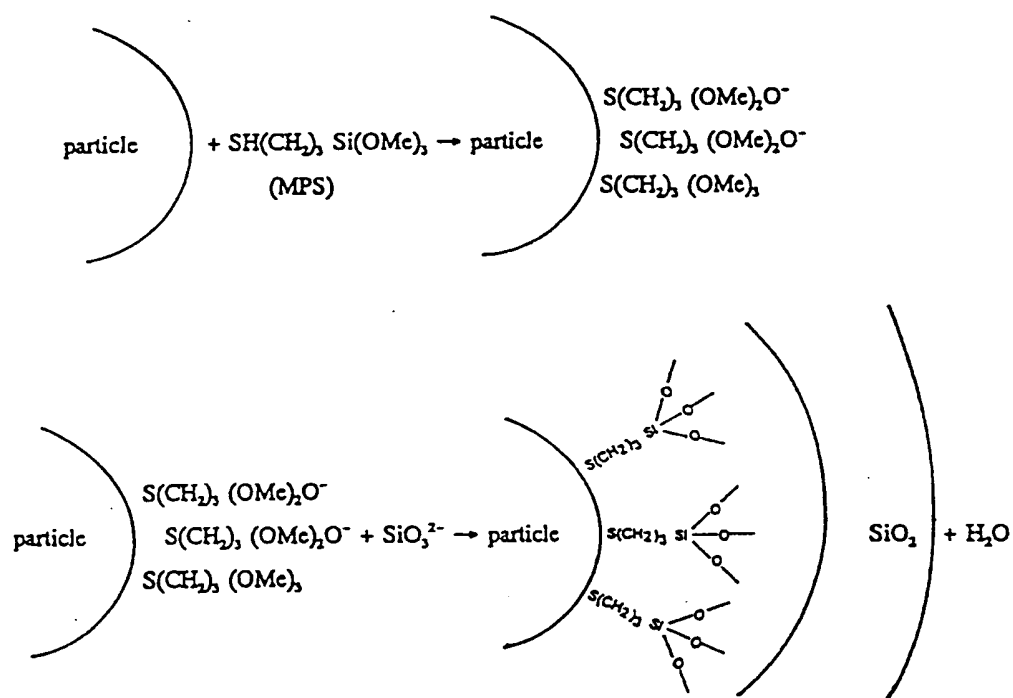 particle + SH(CH₂)₃ Si(OMe)₃ → particle
(MPS)
S(CH₂)₃ (OMe)₂O⁻
S(CH₂)₃ (OMe)₂O⁻
S(CH₂)₃ (OMe)₃
particle
S(CH₂)₃ (OMe)₂O⁻
S(CH₂)₃ (OMe)₂O⁻ + SiO₃²⁻ → particle
S(CH₂)₃ (OMe)₃
S(CH₂)₃ Si O O O
S(CH₂)₃ Si O O O
S(CH₂)₃ Si O O O
SiO₂ + H₂O